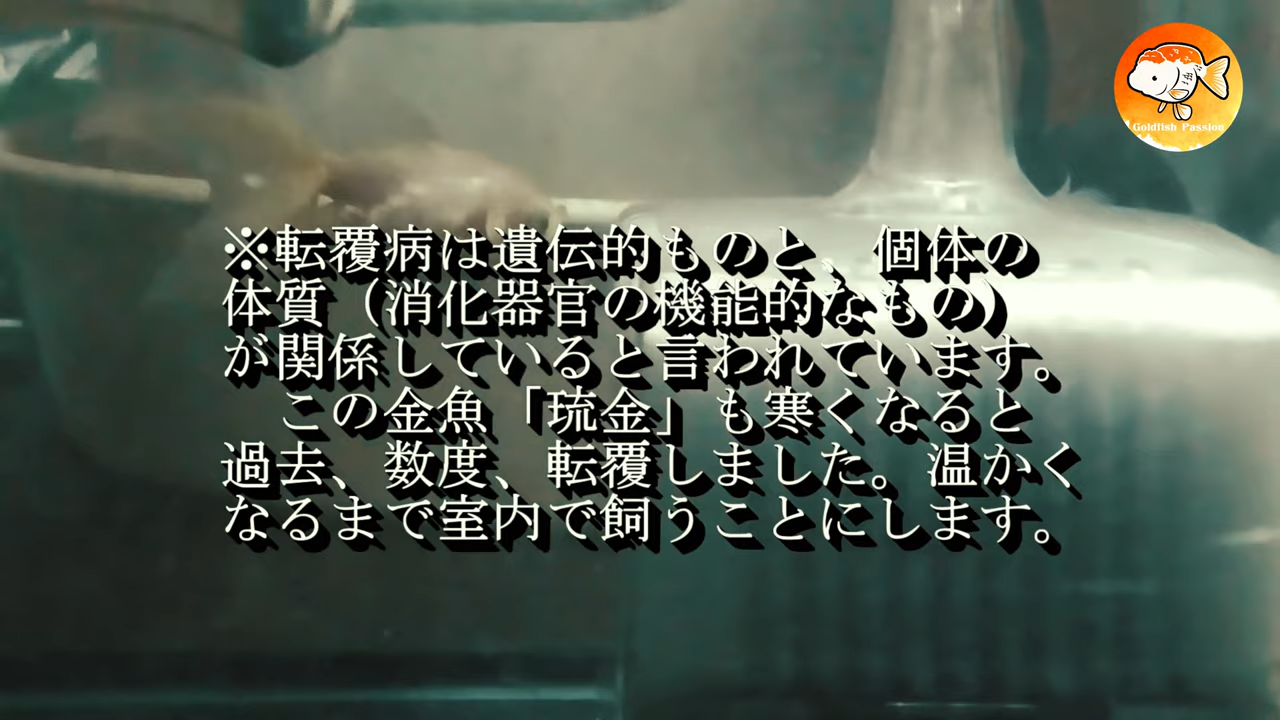 ※転覆病は遺伝的ものと、個体の
体質（消化器官の機能的なもの）
が関係していると言われています。
　この金魚「琉金」も寒くなると
過去、数度、転覆しました。温かく
なるまで室内で飼うことにします。
Goldfish Passion